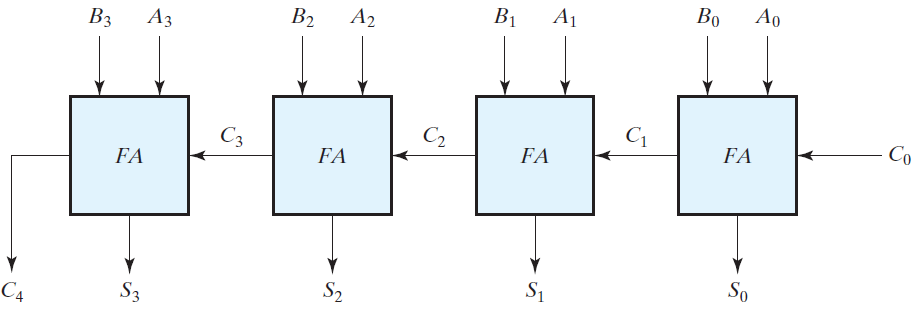 B₃ A₃ B₂ A₂ B₁ A₁ B₀ A₀
C₃ C₂ C₁
FA FA FA FA C₀
C₄ S₃ S₂ S₁ S₀